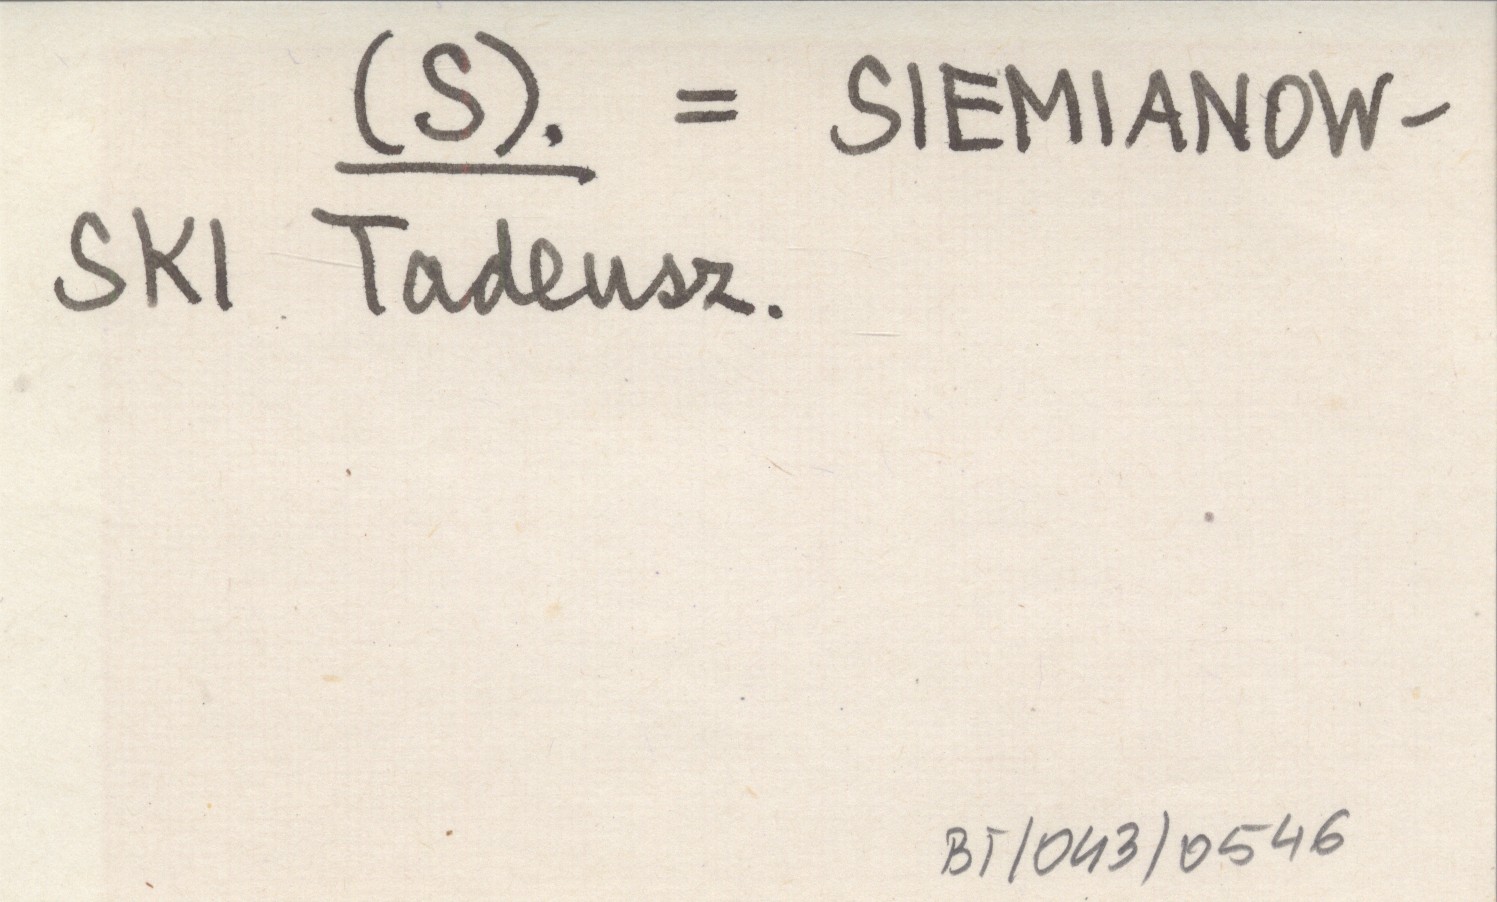 (S). = SIEMIANOW-
SKI Tadeusz.
BT/043/0546